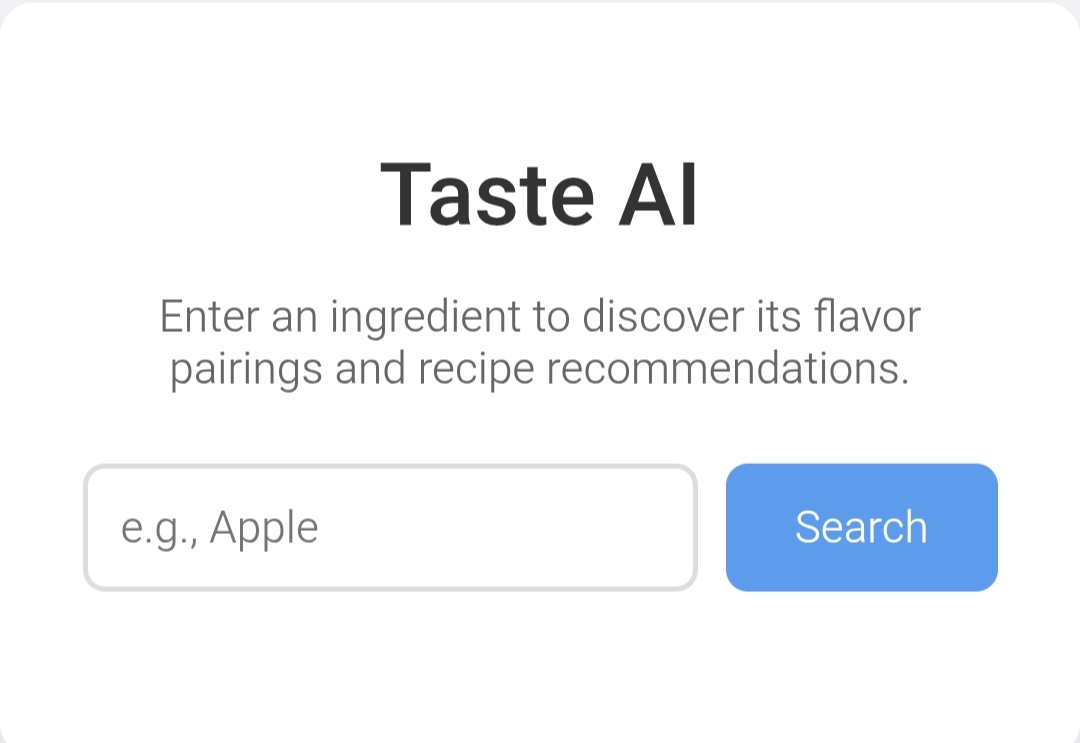 Taste AI
Enter an ingredient to discover its flavor
pairings and recipe recommendations.
e.g., Apple
Search